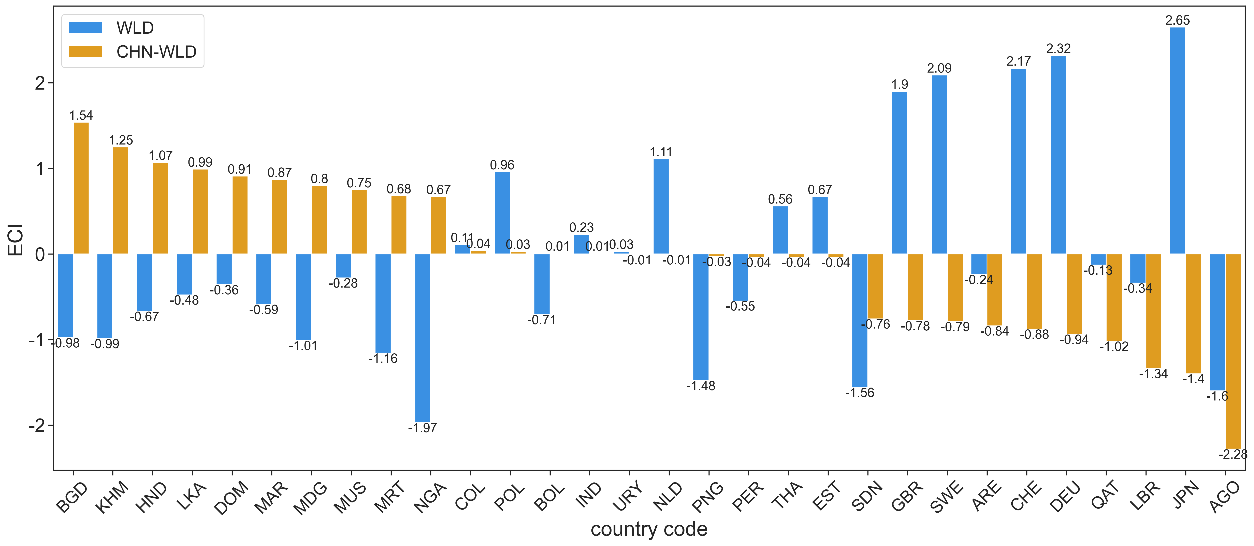 WLD
CHN-WLD
2.65
2.32
2.17
2.09
1.9
1.54
1.25
1.07
0.99
0.91
0.87
0.8
0.75
0.68
0.67
0.11
0.04
0.96
0.03
0.01
0.23
0.01
0.03
-0.01
1.11
-0.01
-0.03
-0.04
0.56
-0.04
0.67
-0.04
-0.98
-0.99
-0.67
-0.48
-0.36
-0.59
-1.01
-0.28
-1.16
-1.97
-0.71
-1.48
-0.55
-1.56
-0.76
-0.78
-0.79
-0.24
-0.84
-0.88
-0.94
-0.13
-1.02
-0.34
-1.34
-1.4
-1.6
-2.28
2
1
0
-1
-2
ECI
BGD
KHM
HND
LKA
DOM
MAR
MDG
MUS
MRT
NGA
COL
POL
BOL
IND
URY
NLD
PNG
PER
THA
EST
SDN
GBR
SWE
ARE
CHE
DEU
QAT
LBR
JPN
AGO
country code